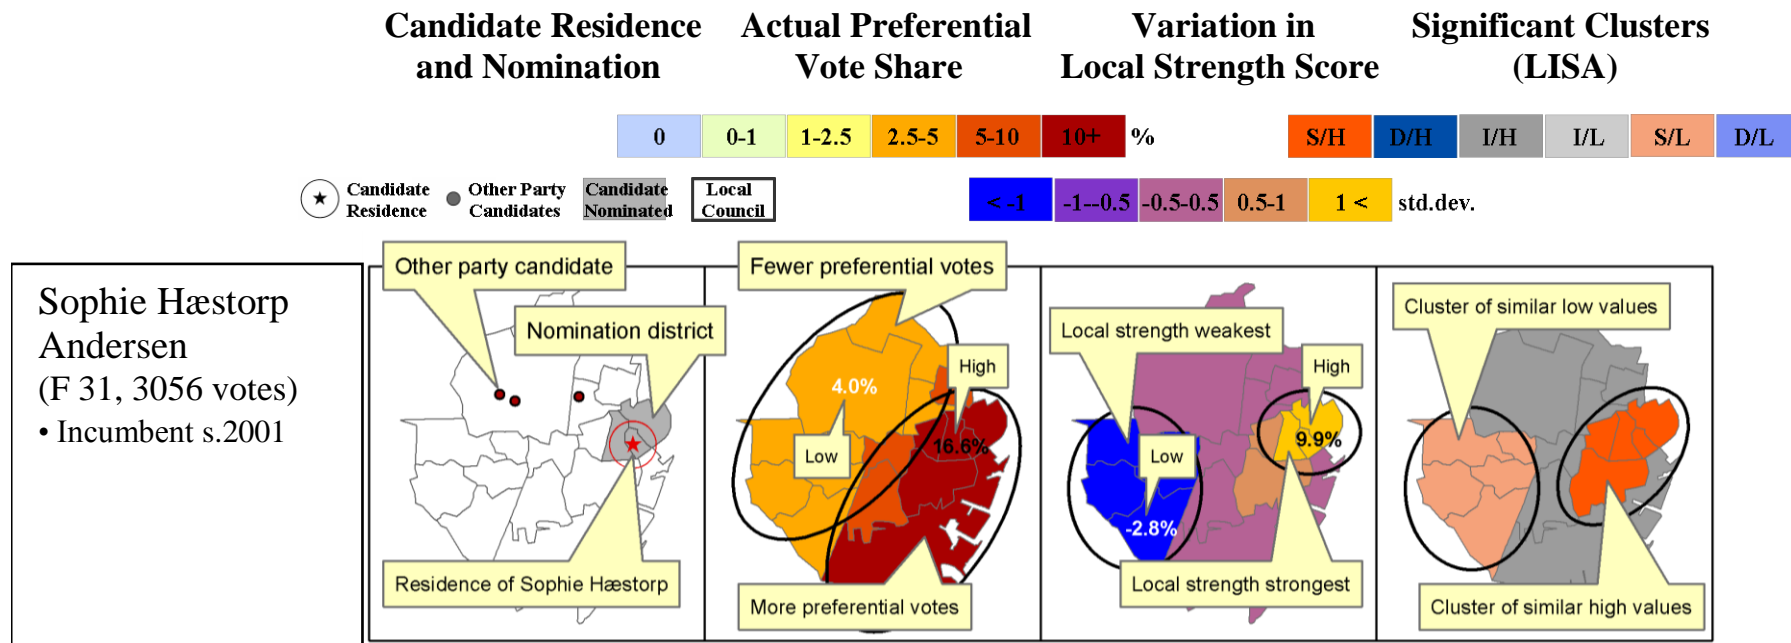 Candidate Residence
and Nomination
Actual Preferential
Vote Share
Variation in
Local Strength Score
Significant Clusters
(LISA)
0 0-1 1-2.5 2.5-5 5-10 10+ %
S/H D/H I/H I/L S/L D/L
Candidate
Residence
Other Party
Candidates
Candidate
Nominated
Local
Council
< -1 -1--0.5 -0.5-0.5 0.5-1 1 < std.dev.
Sophie Hæstorp
Andersen
(F 31, 3056 votes)
• Incumbent s.2001
Other party candidate
Nomination district
Residence of Sophie Hæstorp
Fewer preferential votes
High
4.0%
Low
16.6%
More preferential votes
Local strength weakest
High
9.9%
Low
-2.8%
Local strength strongest
Cluster of similar low values
Cluster of similar high values